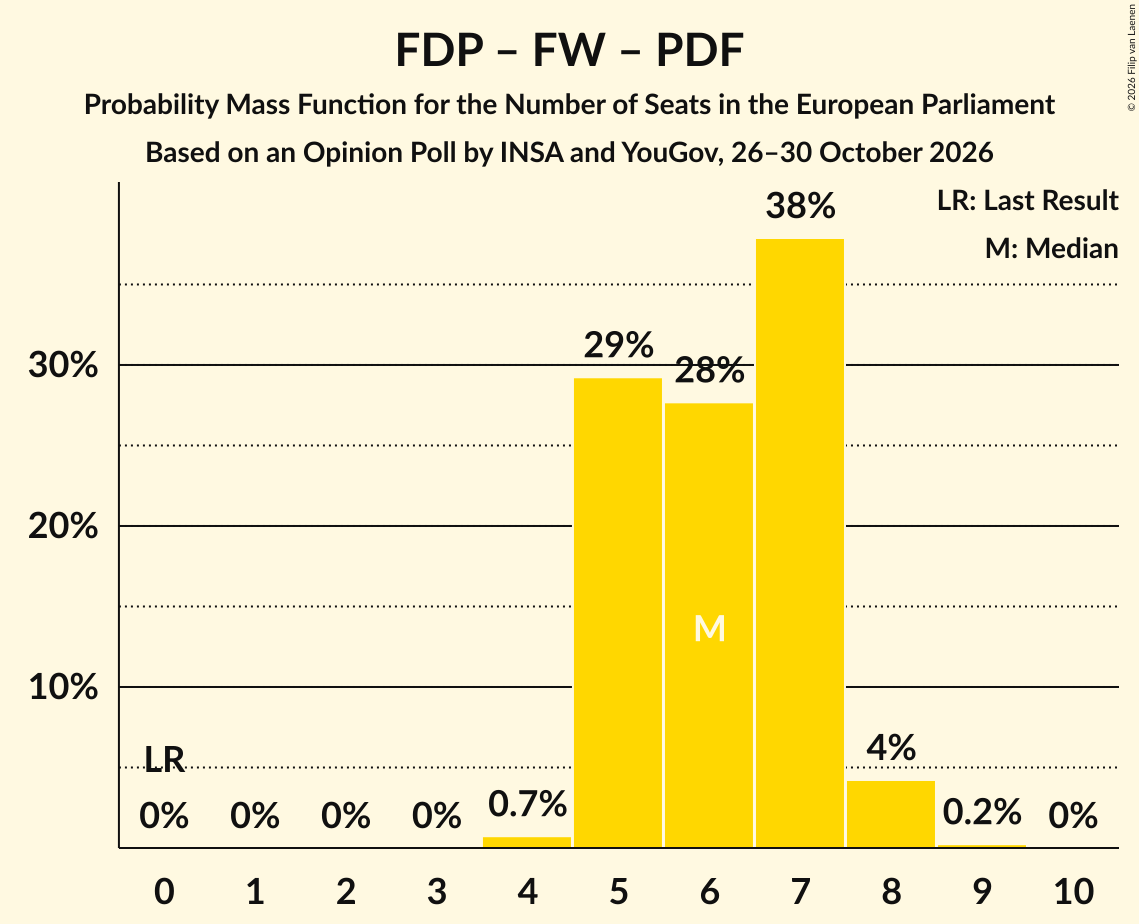 FDP – FW – PDF
Probability Mass Function for the Number of Seats in the European Parliament
Based on an Opinion Poll by INSA and YouGov, 26–30 October 2026
© 2026 Filip van Laenen
LR: Last Result
M: Median
38%
29%
28%
30%
20%
M
10%
LR
4%
0%
0%
0%
0%
0.7%
0.2%
0%
0 1 2 3 4 5 6 7 8 9 10